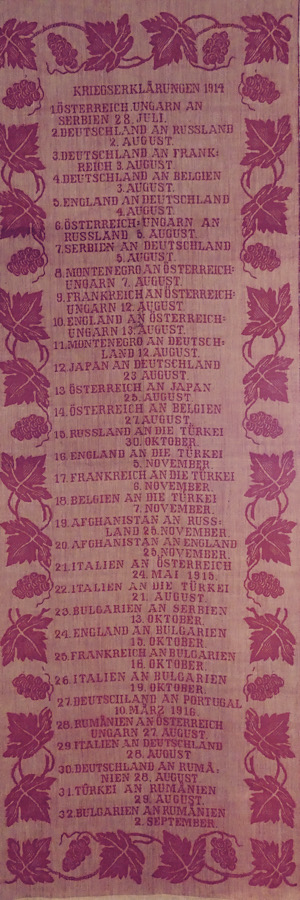 KRIEGSERKLÄRUNGEN 1914
1.ÖSTERREICH UNGARN AN
SERBIEN 28.JULI.
2.DEUTSCHLAND AN RUSSLAND
2. AUGUST.
3.DEUTSCHLAND AN FRANK:
REICH 3.AUGUST.
4.DEUTSCHLAND AN BELGIEN
3.AUGUST.
5.ENGLAND AN DEUTSCHLAND
4.AUGUST.
6.ÖSTERREICH:UNGARN AN
RUSSLAND 6. AUGUST.
7.SERBIEN AN DEUTSCHLAND
6.AUGUST.
8.MONTENEGRO AN ÖSTERREICH:
UNGARN 7. AUGUST.
9.FRANKREICH AN ÖSTERREICH:
UNGARN 12. AUGUST.
10.ENGLAND AN ÖSTERREICH:
UNGARN 13.AUGUST.
11.MONTENEGRO AN DEUTSCH=
LAND 12.AUGUST.
12.JAPAN AN DEUTSCHLAND
23 AUGUST.
13.ÖSTERREICH AN JAPAN
25.AUGUST.
14.ÖSTERREICH AN BELGIEN
27.AUGUST.
15.RUSSLAND AN DIE TÜRKEI
30.OKTOBER.
16.ENGLAND AN DIE TÜRKEI
5.NOVEMBER.
17.FRANKREICH AN DIE TÜRKEI
6.NOVEMBER.
18.BELGIEN AN DIE TÜRKEI
7.NOVEMBER.
19.AFGHANISTAN AN RUSS:
LAND 25.NOVEMBER.
20.AFGHANISTAN AN ENGLAND
25.NOVEMBER.
21.ITALIEN AN ÖSTERREICH
24.MAI 1915.
22.ITALIEN AN DIE TÜRKEI
21. AUGUST.
23.BULGARIEN AN SERBIEN
13.OKTOBER.
24.ENGLAND AN BULGARIEN
15.OKTOBER.
25.FRANKREICH AN BULGARIEN
16.OKTOBER.
26.ITALIEN AN BULGARIEN
19.OKTOBER.
27.DEUTSCHLAND AN PORTUGAL
10.MÄRZ 1916
28.RUMÄNIEN AN ÖSTERREICH
UNGARN 27.AUGUST.
29.ITALIEN AN DEUTSCHLAND
28.AUGUST
30.DEUTSCHLAND AN RUMÄ,
NIEN 28.AUGUST
31.TÜRKEI AN RUMÄNIEN
29.AUGUST.
32.BULGARIEN AN RUMÄNIEN
2.SEPTEMBER.